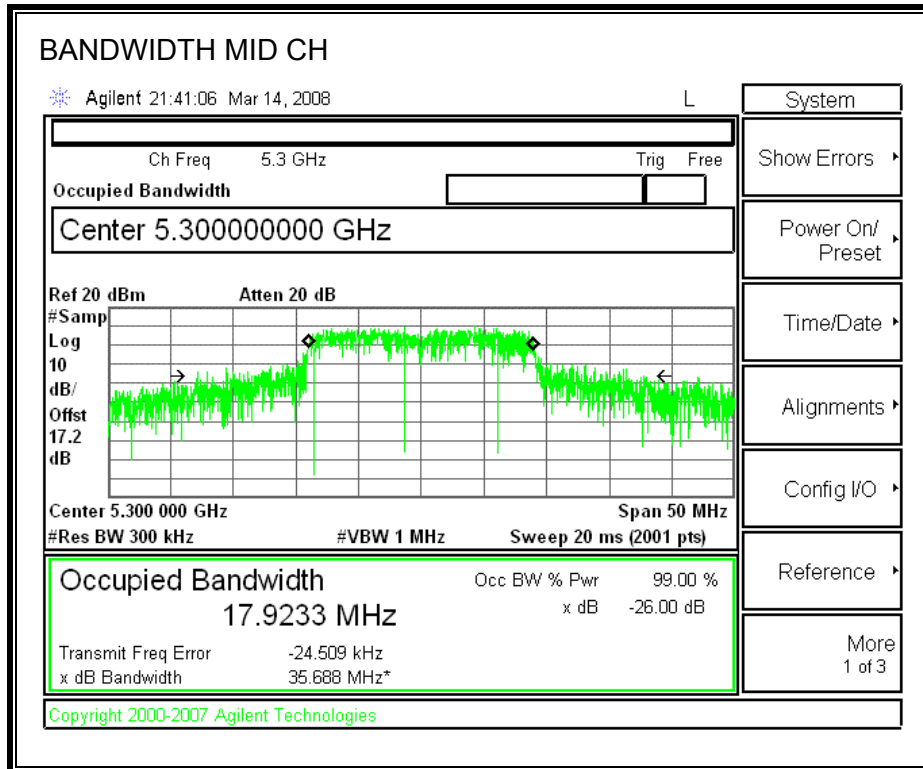 BANDWIDTH MID CH
Agilent 21:41:06 Mar 14, 2008 L
System
Ch Freq 5.3 GHz Trig Free
Occupied Bandwidth
Center 5.300000000 GHz
Ref 20 dBm Atten 20 dB
#Samp
Log
10
dB/
Offst
17.2
dB
Center 5.300 000 GHz Span 50 MHz
#Res BW 300 kHz #VBW 1 MHz Sweep 20 ms (2001 pts)
Occupied Bandwidth Occ BW % Pwr 99.00 %
17.9233 MHz x dB -26.00 dB
Transmit Freq Error -24.509 kHz
x dB Bandwidth 35.688 MHz*
Copyright 2000-2007 Agilent Technologies
Show Errors
Power On/
Preset
Time/Date
Alignments
Config I/O
Reference
More
1 of 3